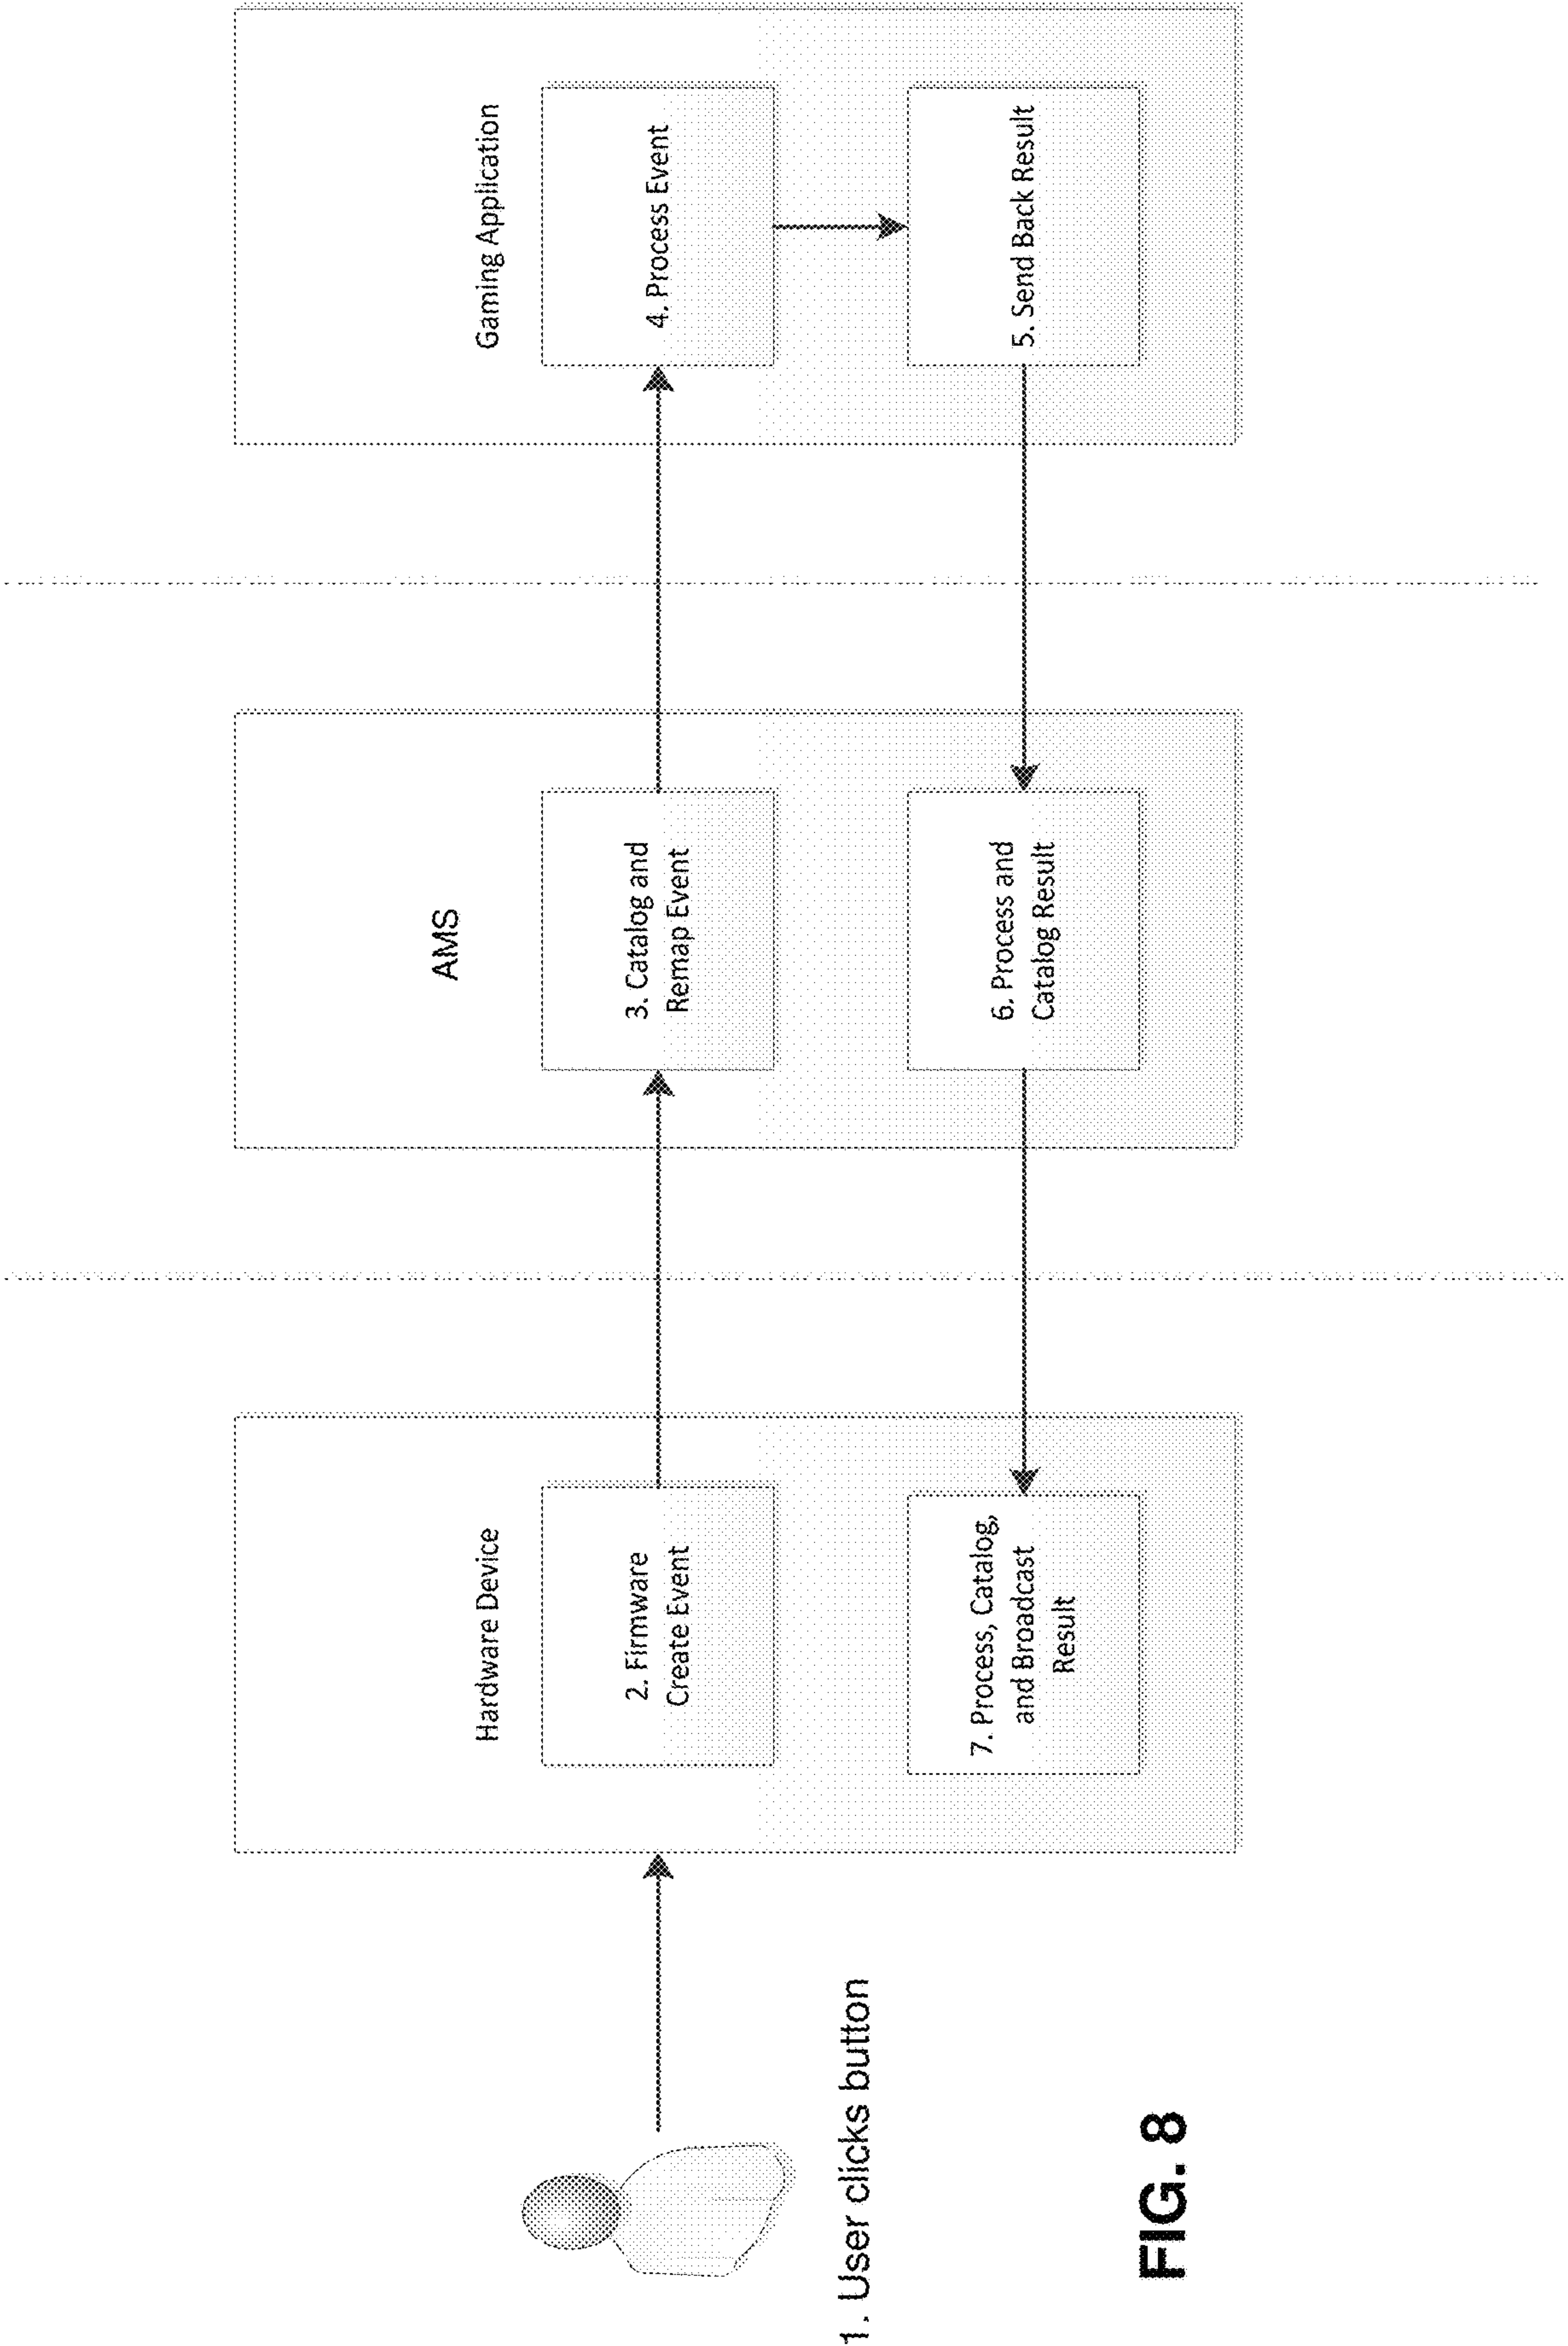 1. User clicks button
Hardware Device
2. Firmware
Create Event
7. Process, Catalog,
and Broadcast
Result
AMS
3. Catalog and
Remap Event
6. Process and
Catalog Result
Gaming Application
4. Process Event
5. Send Back Result
FIG. 8